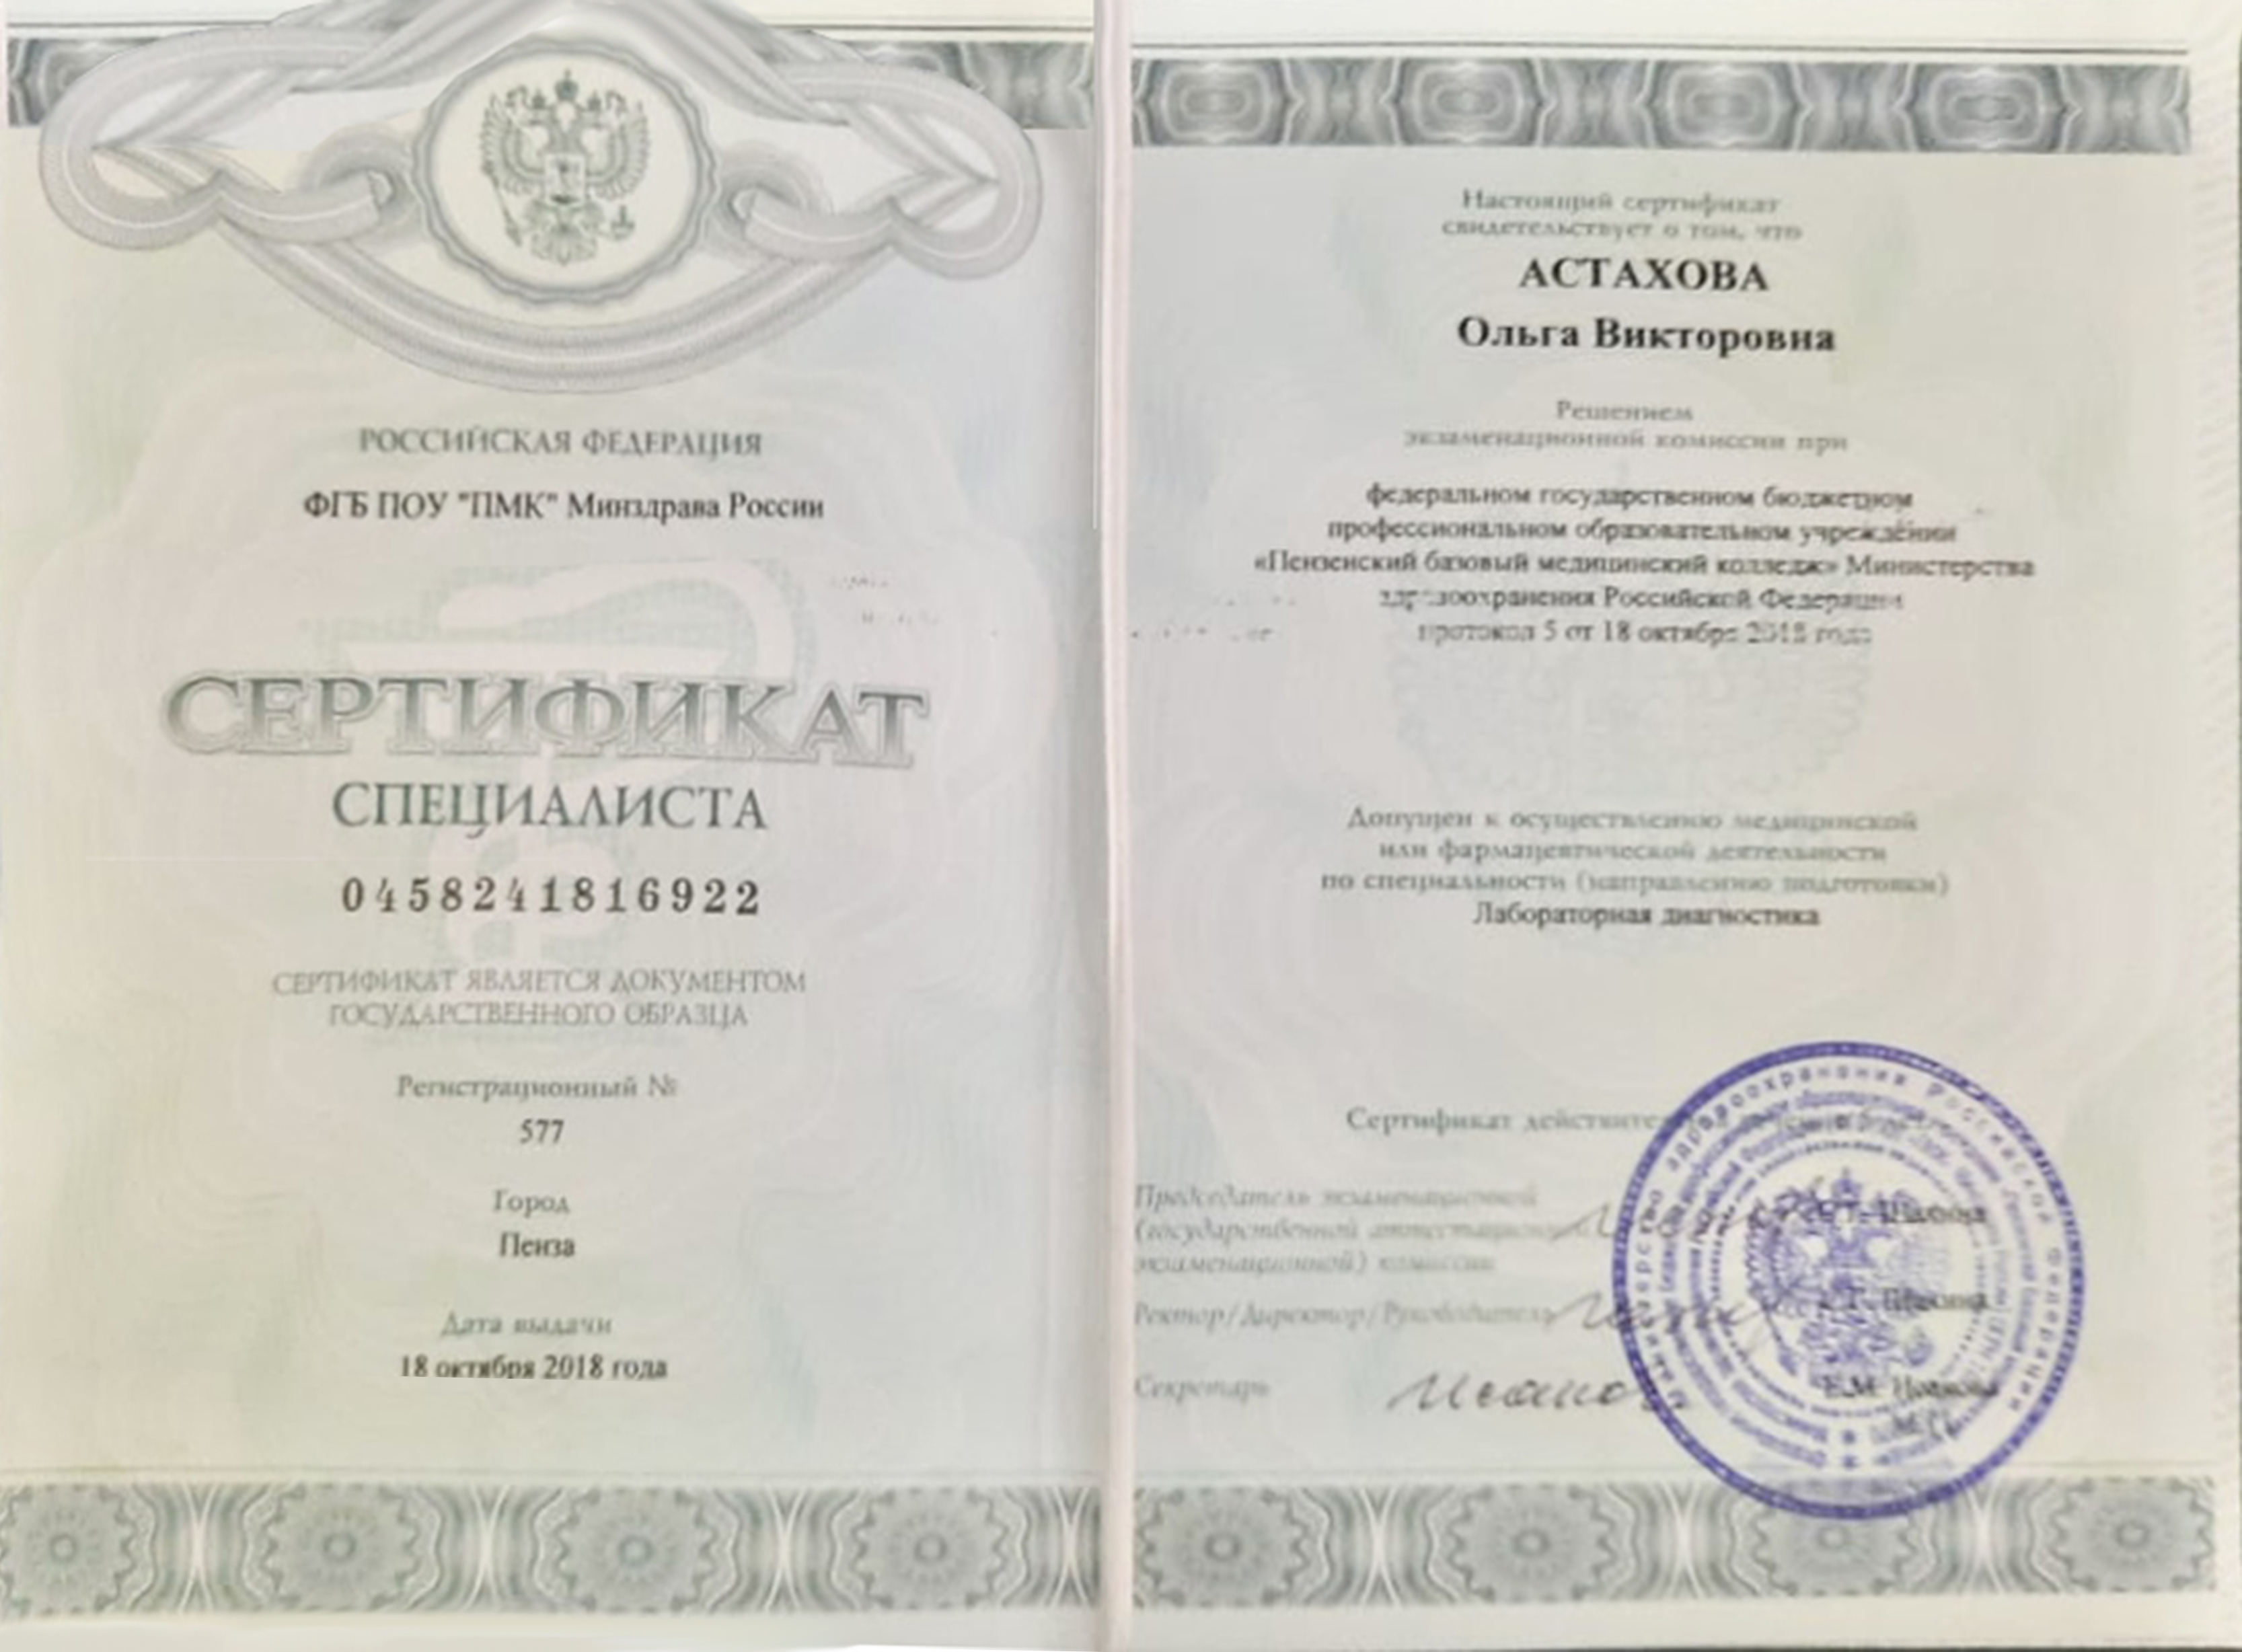 РОССИЙСКАЯ ФЕДЕРАЦИЯ
ФГБ ПОУ "ПМК" Минздрава России
СЕРТИФИКАТ
СПЕЦИАЛИСТА
0458241816922
СЕРТИФИКАТ ЯВЛЯЕТСЯ ДОКУМЕНТОМ
ГОСУДАРСТВЕННОГО ОБРАЗЦА
Регистрационный №
577
Город
Пенза
Дата выдачи
18 октября 2018 года
Настоящий сертификат
свидетельствует о том, что
АСТАХОВА
Ольга Викторовна
Решением
экзаменационной комиссии при
федеральном государственном бюджетном
профессиональном образовательном учреждении
«Пензенский базовый медицинский колледж» Министерства
здравоохранения Российской Федерации
протокол 5 от 18 октября 2018 года
Допущен к осуществлению медицинской
или фармацевтической деятельности
по специальности (направлению подготовки)
Лабораторная диагностика
Сертификат
Председатель экзаменационной
(государственной
экзаменационной) комиссии
Ректор/Директор/Руководитель
Секретарь
Е.М.
М.П.
Министерство здравоохранения Российской Федерации